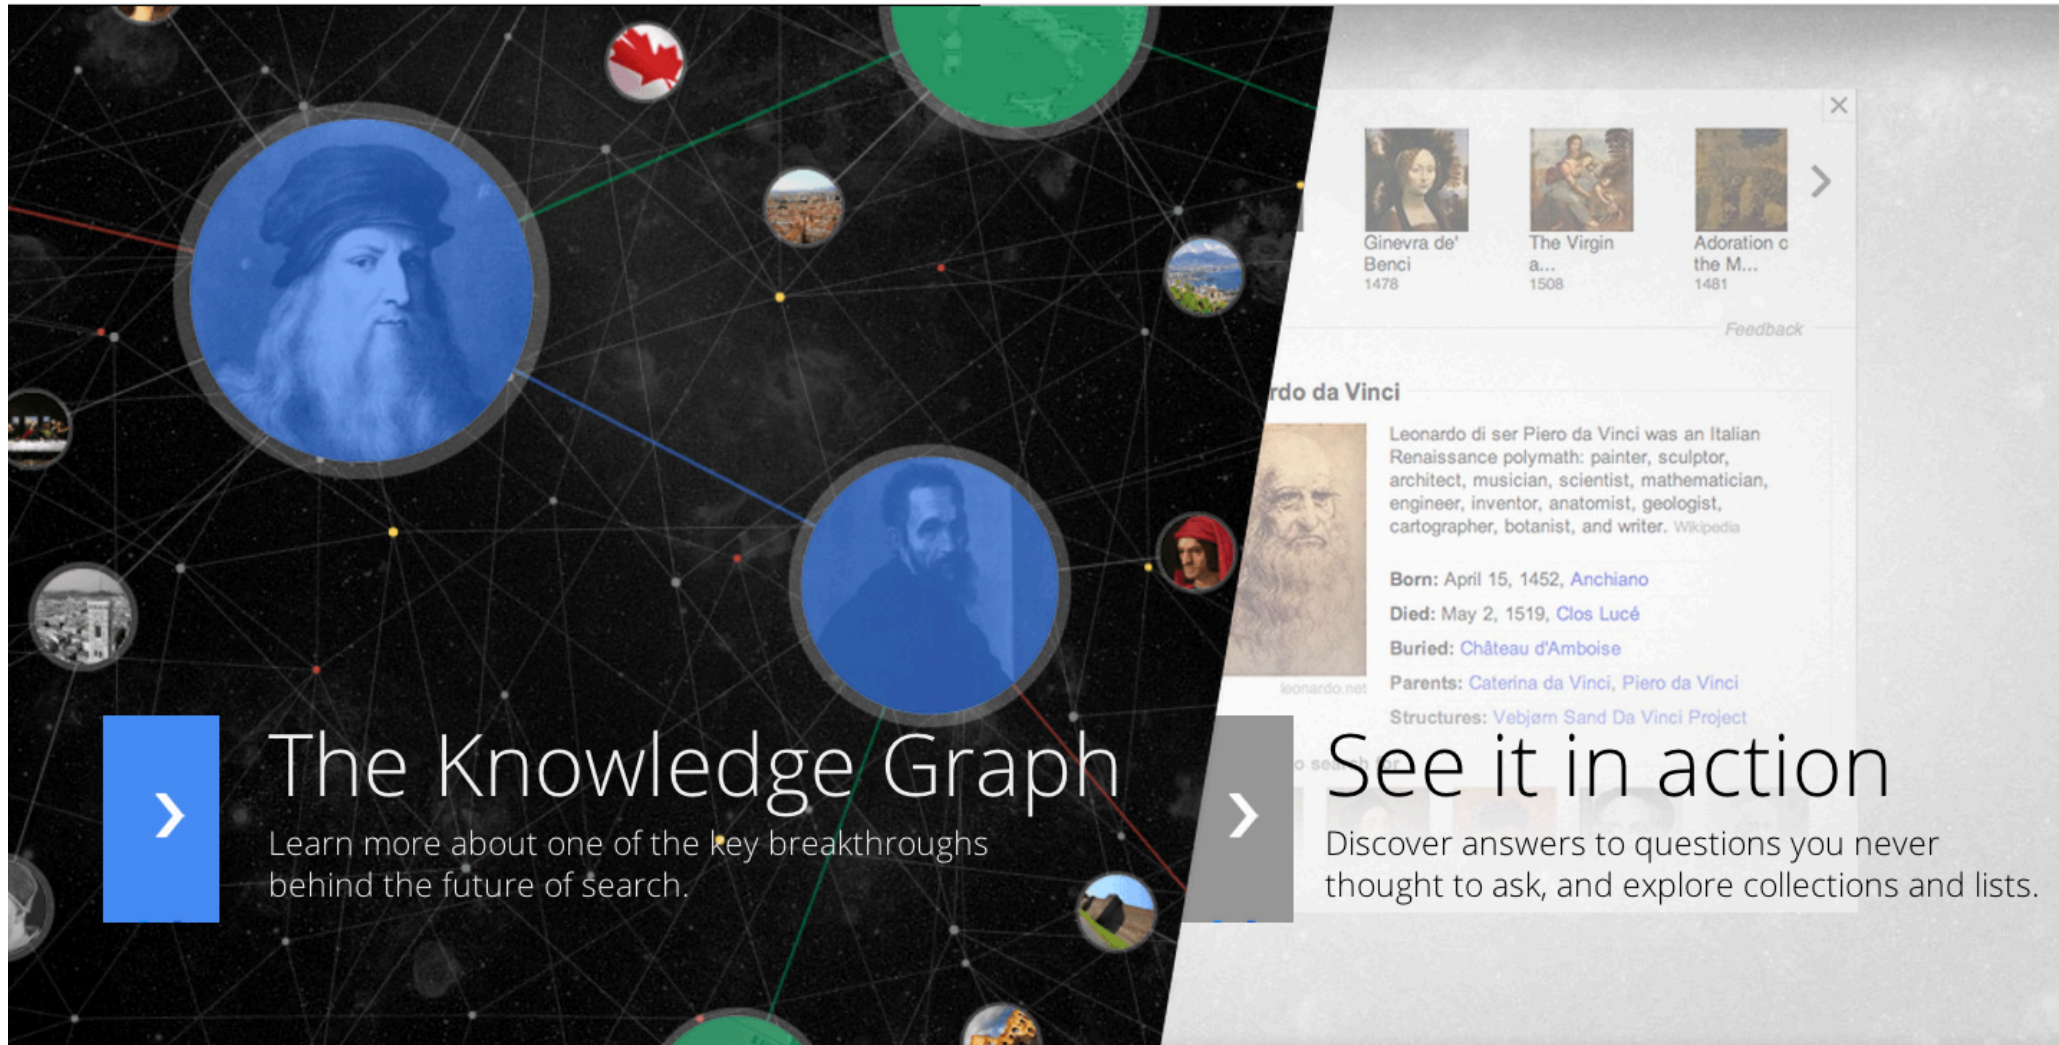 The Knowledge Graph
Learn more about one of the key breakthroughs
behind the future of search.
Ginevra de'
Benci
1478
The Virgin
a...
1508
Adoration c
the M...
1481
Feedback
rdo da Vinci
Leonardo di ser Piero da Vinci was an Italian
Renaissance polymath: painter, sculptor,
architect, musician, scientist, mathematician,
engineer, inventor, anatomist, geologist,
cartographer, botanist, and writer. Wikipedia
leonardo.net
Born: April 15, 1452, Anchiano
Died: May 2, 1519, Clos Lucé
Buried: Château d'Amboise
Parents: Caterina da Vinci, Piero da Vinci
Structures: Vebjørn Sand Da Vinci Project
o search for
See it in action
Discover answers to questions you never
thought to ask, and explore collections and lists.